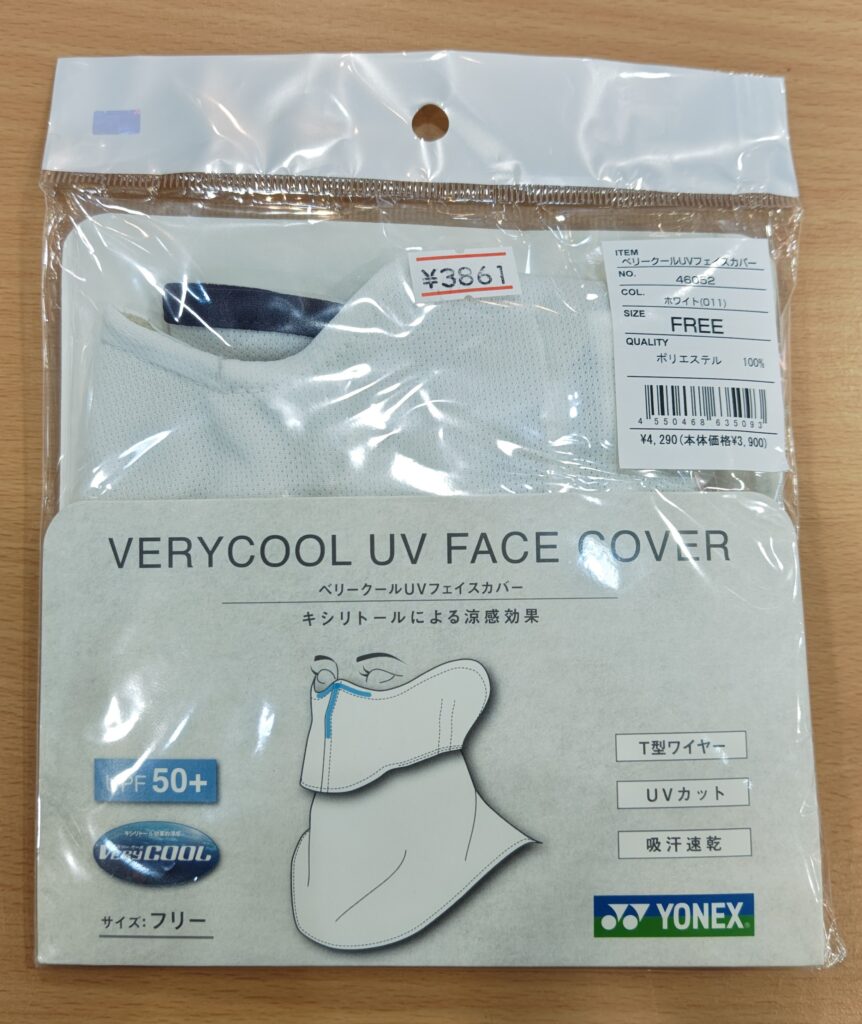 ¥3861
ITEM
ベリークールUVフェイスカバー
NO.
46052
COL.
ホワイト(011)
SIZE
FREE
QUALITY
ポリエステル 100%
4 550468 635093
¥4,290(本体価格¥3,900)
VERYCOOL UV FACE COVER
ベリークールUVフェイスカバー
キシリトールによる涼感効果
T型ワイヤー
UPF 50+
UVカット
VERYCOOL
吸汗速乾
サイズ:フリー
YONEX